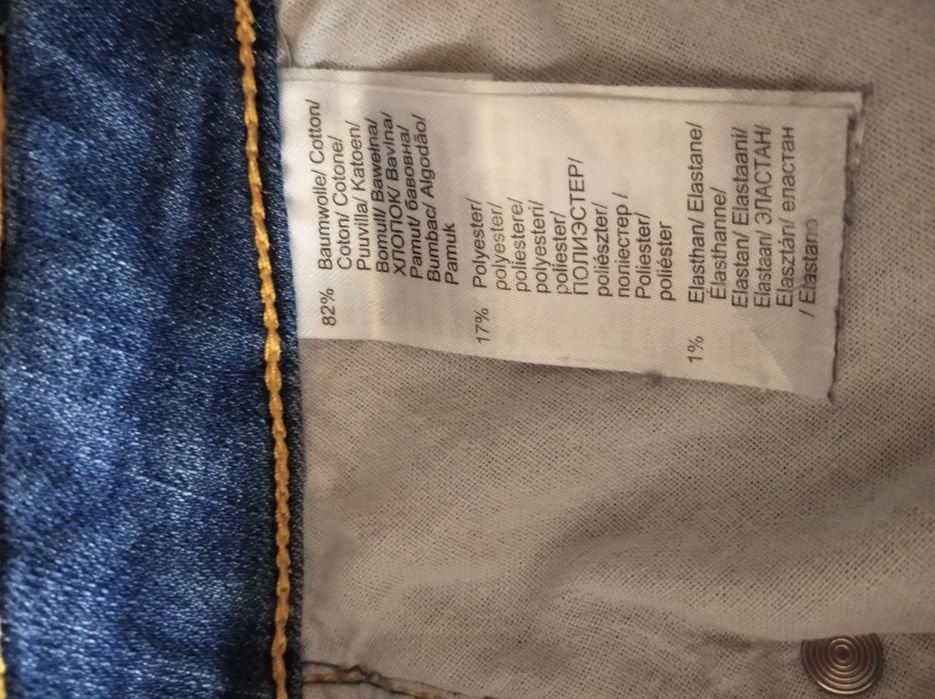 82% Baumwolle/ Cotton/
Coton/ Cotone/
Puuvilla/ Katoen/
Bomull/ Bawełna/
ХЛОПОК/ Bavlna/
Pamut/ бавовна/
Bumbac/ Algodão/
Pamuk
17% Polyester/
polyester/
poliestere/
polyesteri/
poliester/
ПОЛИЭСТЕР/
poliészter/
поліестер /
Poliester/
poliéster
1% Elasthan/ Elastane/
Élasthanne/
Elastan/ Elastaani/
Elastaan/ ЭЛАСТАН/
Elasztán/ еластан
/ Elastano